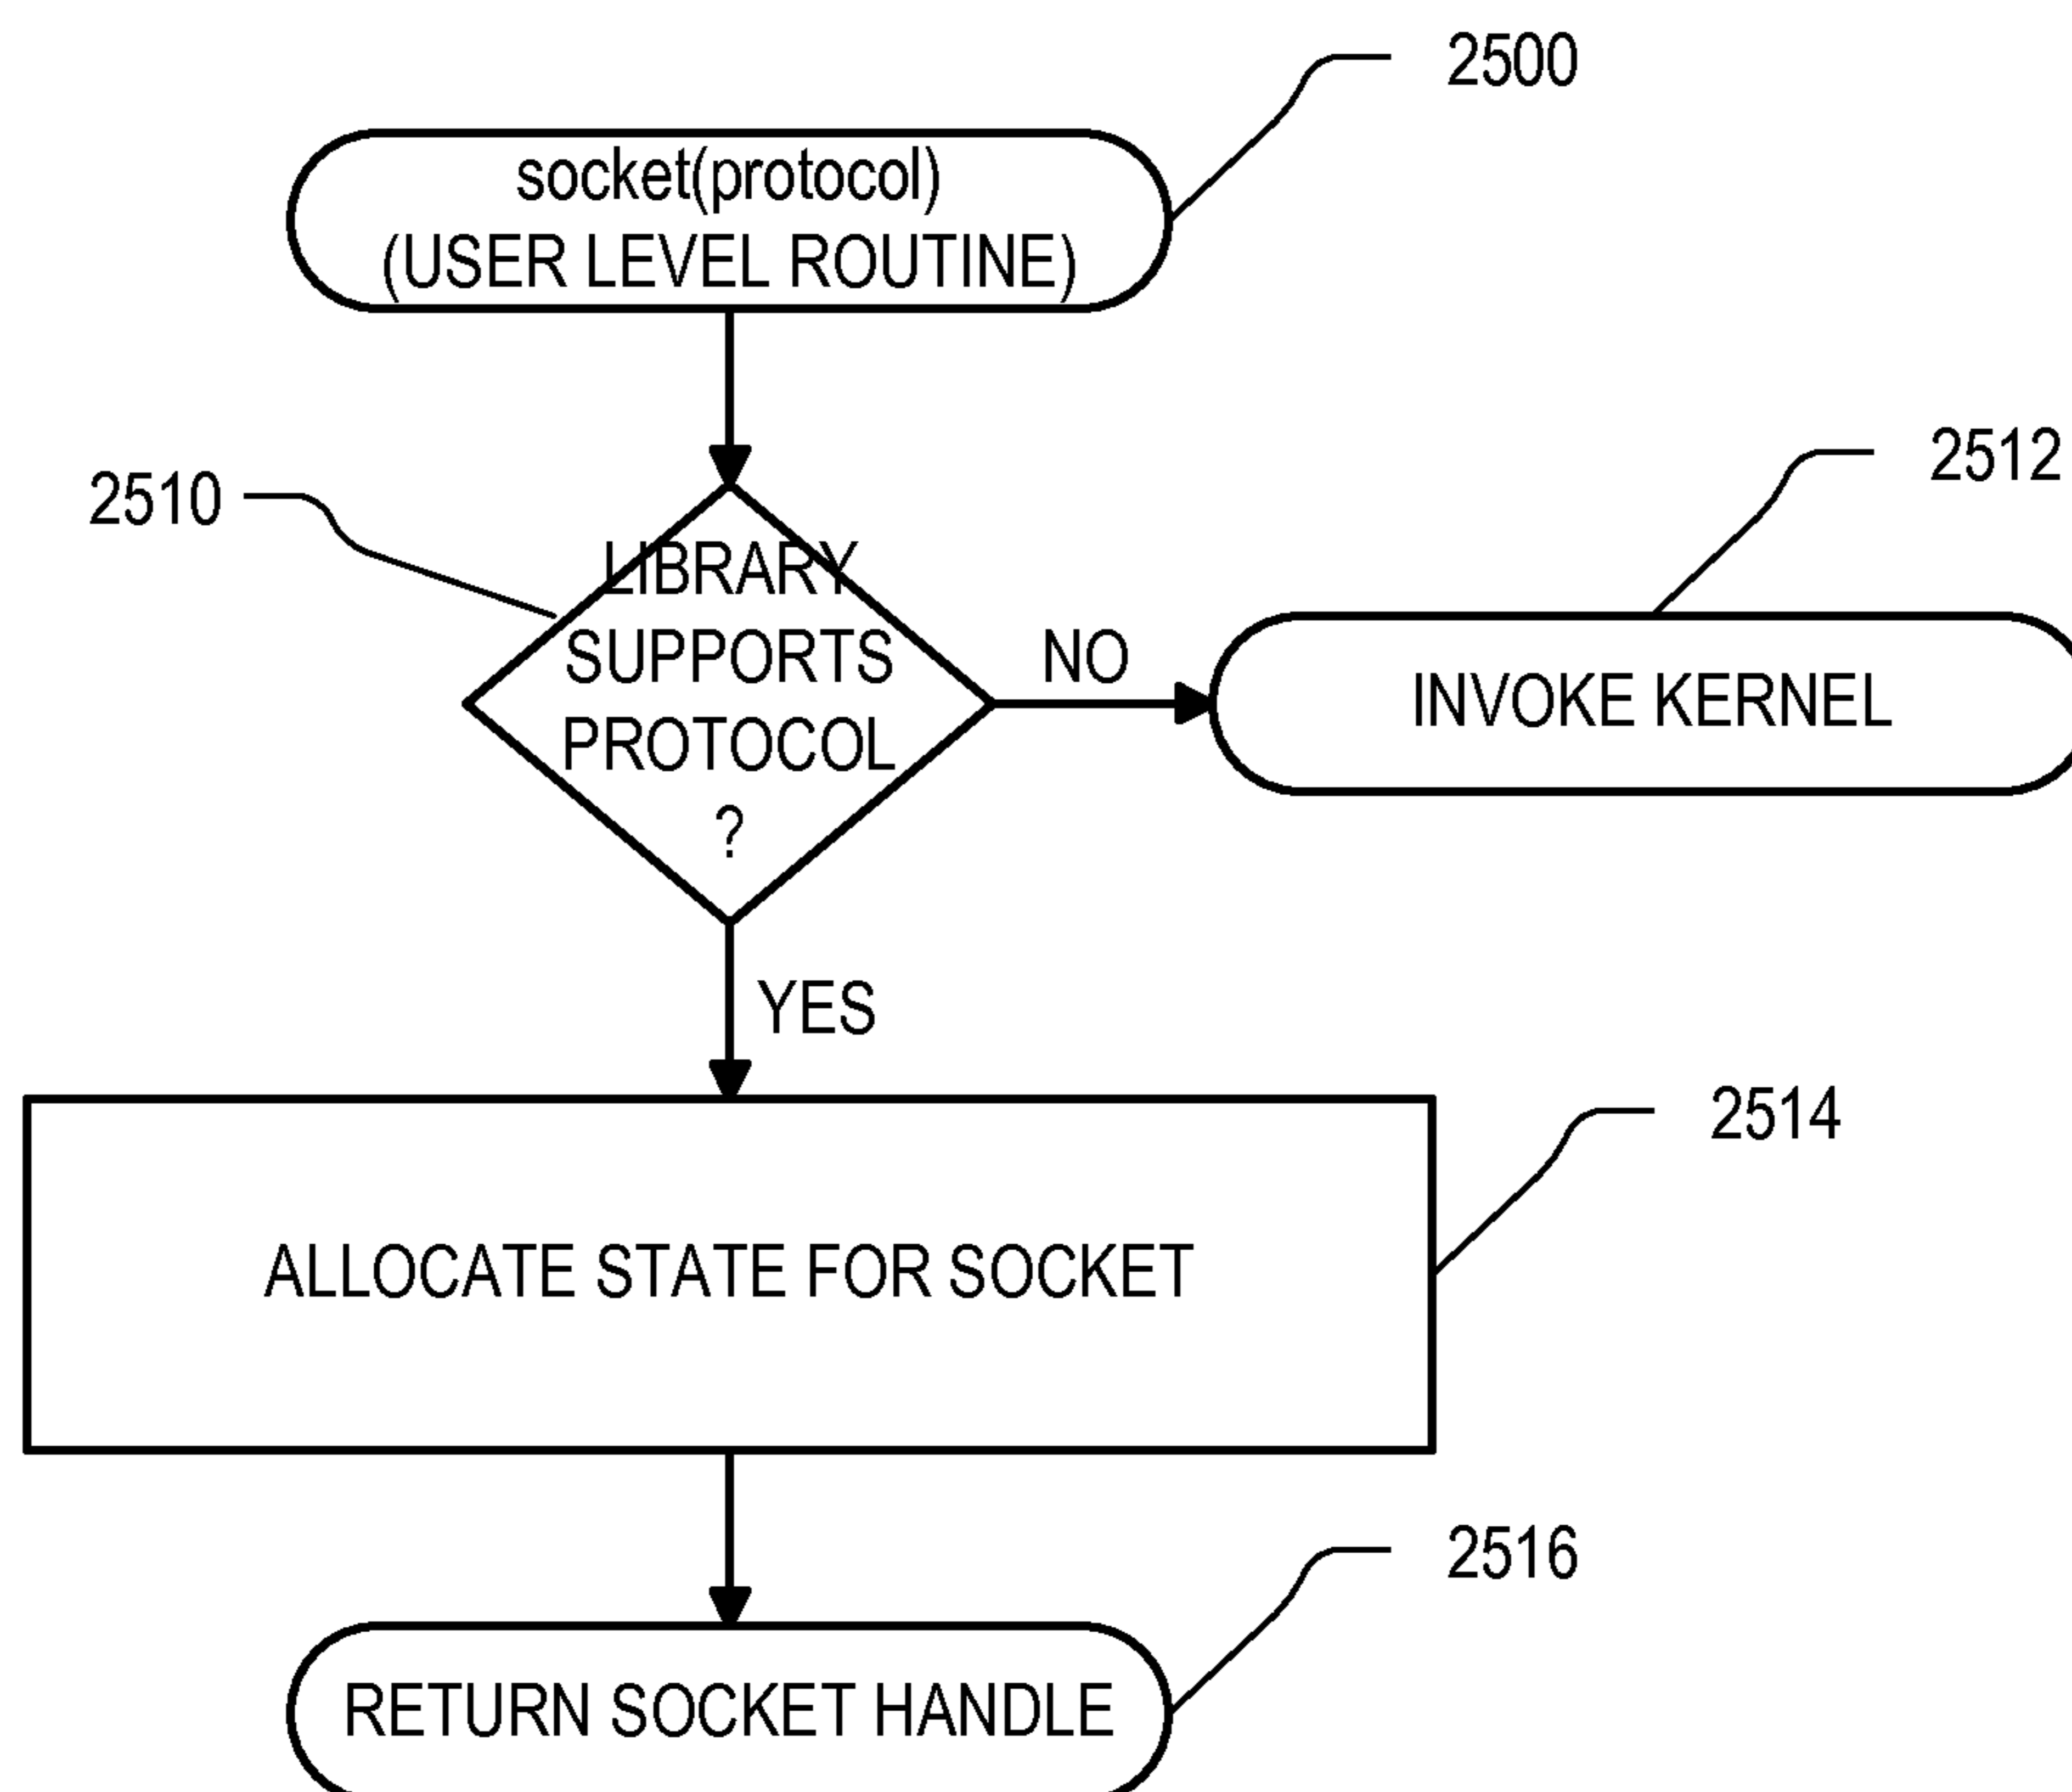 2500
socket(protocol)
(USER LEVEL ROUTINE)
2510
2512
LIBRARY
SUPPORTS
PROTOCOL
?
NO
INVOKE KERNEL
YES
2514
ALLOCATE STATE FOR SOCKET
2516
RETURN SOCKET HANDLE